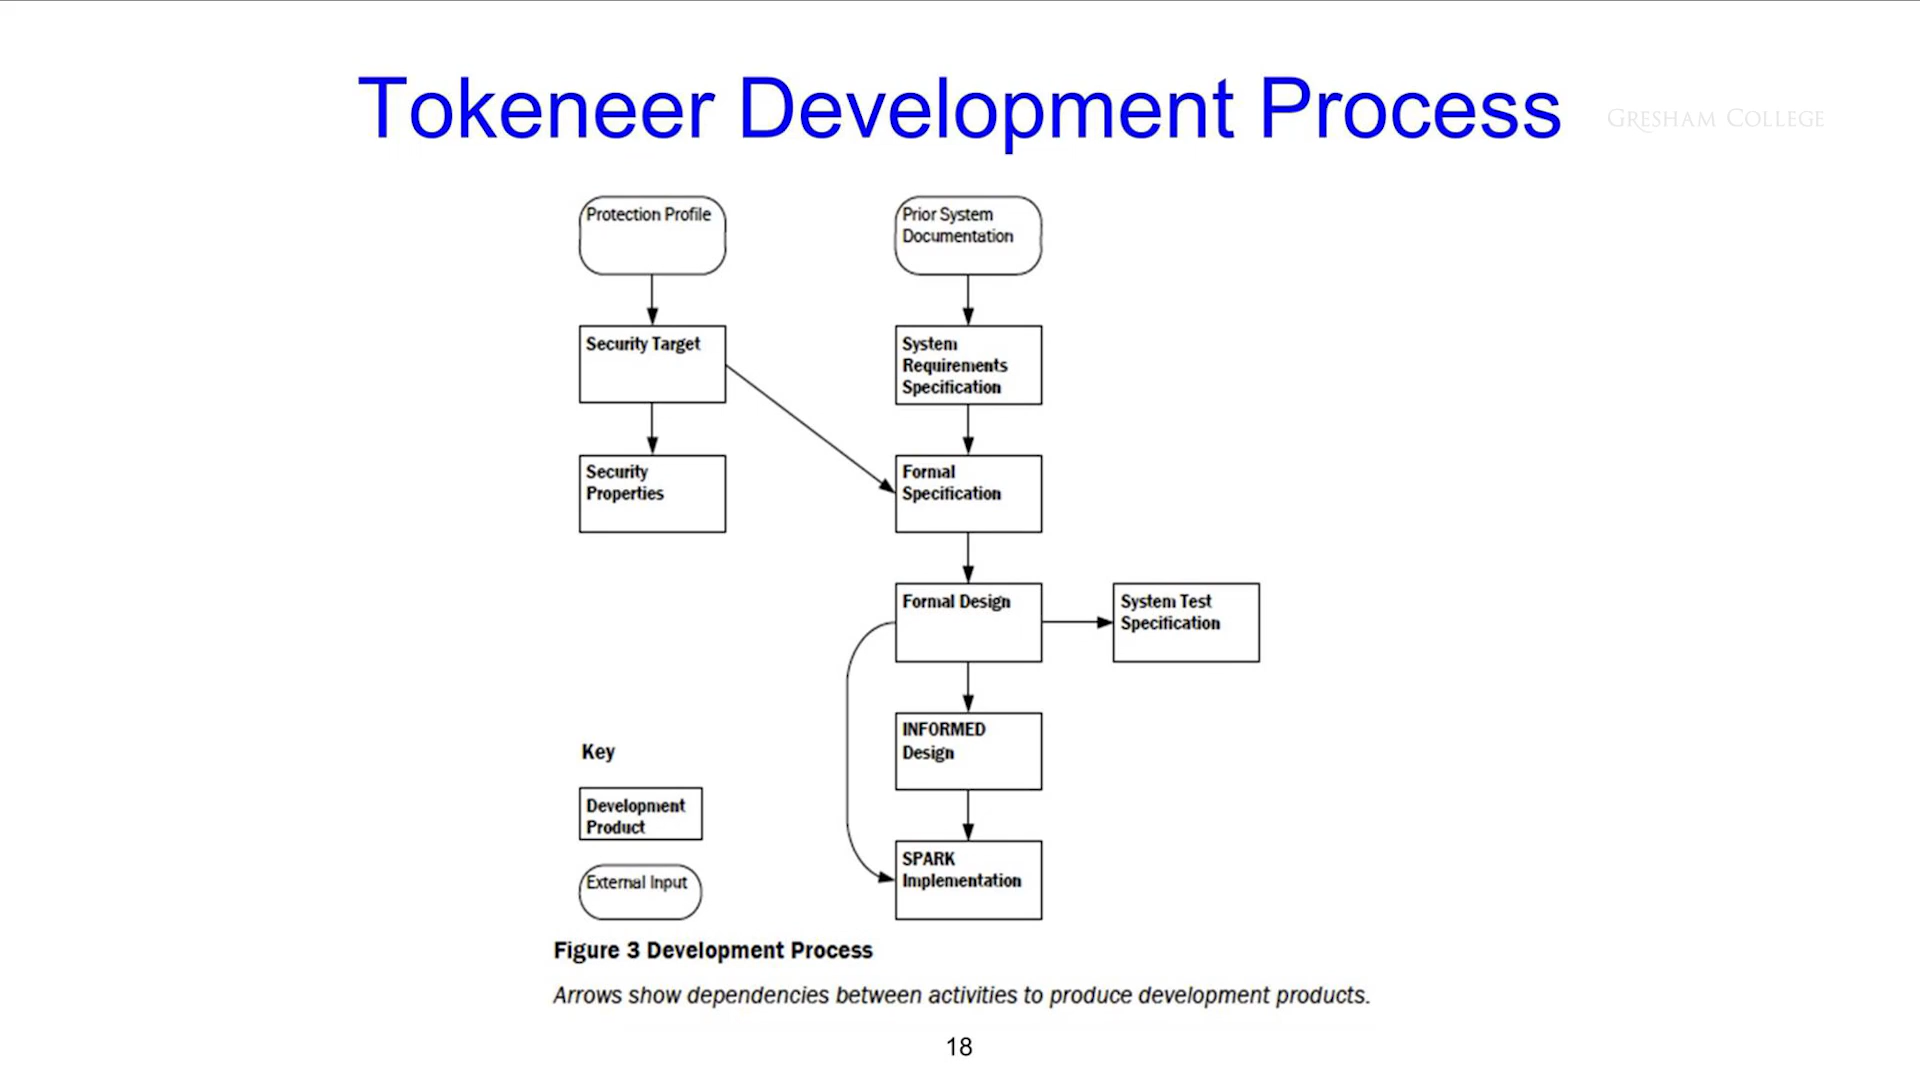 Tokeneer Development Process
GRESHAM COLLEGE
Protection Profile
Prior System
Documentation
Security Target
System
Requirements
Specification
Security
Properties
Formal
Specification
Formal Design
System Test
Specification
INFORMED
Design
Key
Development
Product
SPARK
Implementation
External Input
Figure 3 Development Process
Arrows show dependencies between activities to produce development products.
18